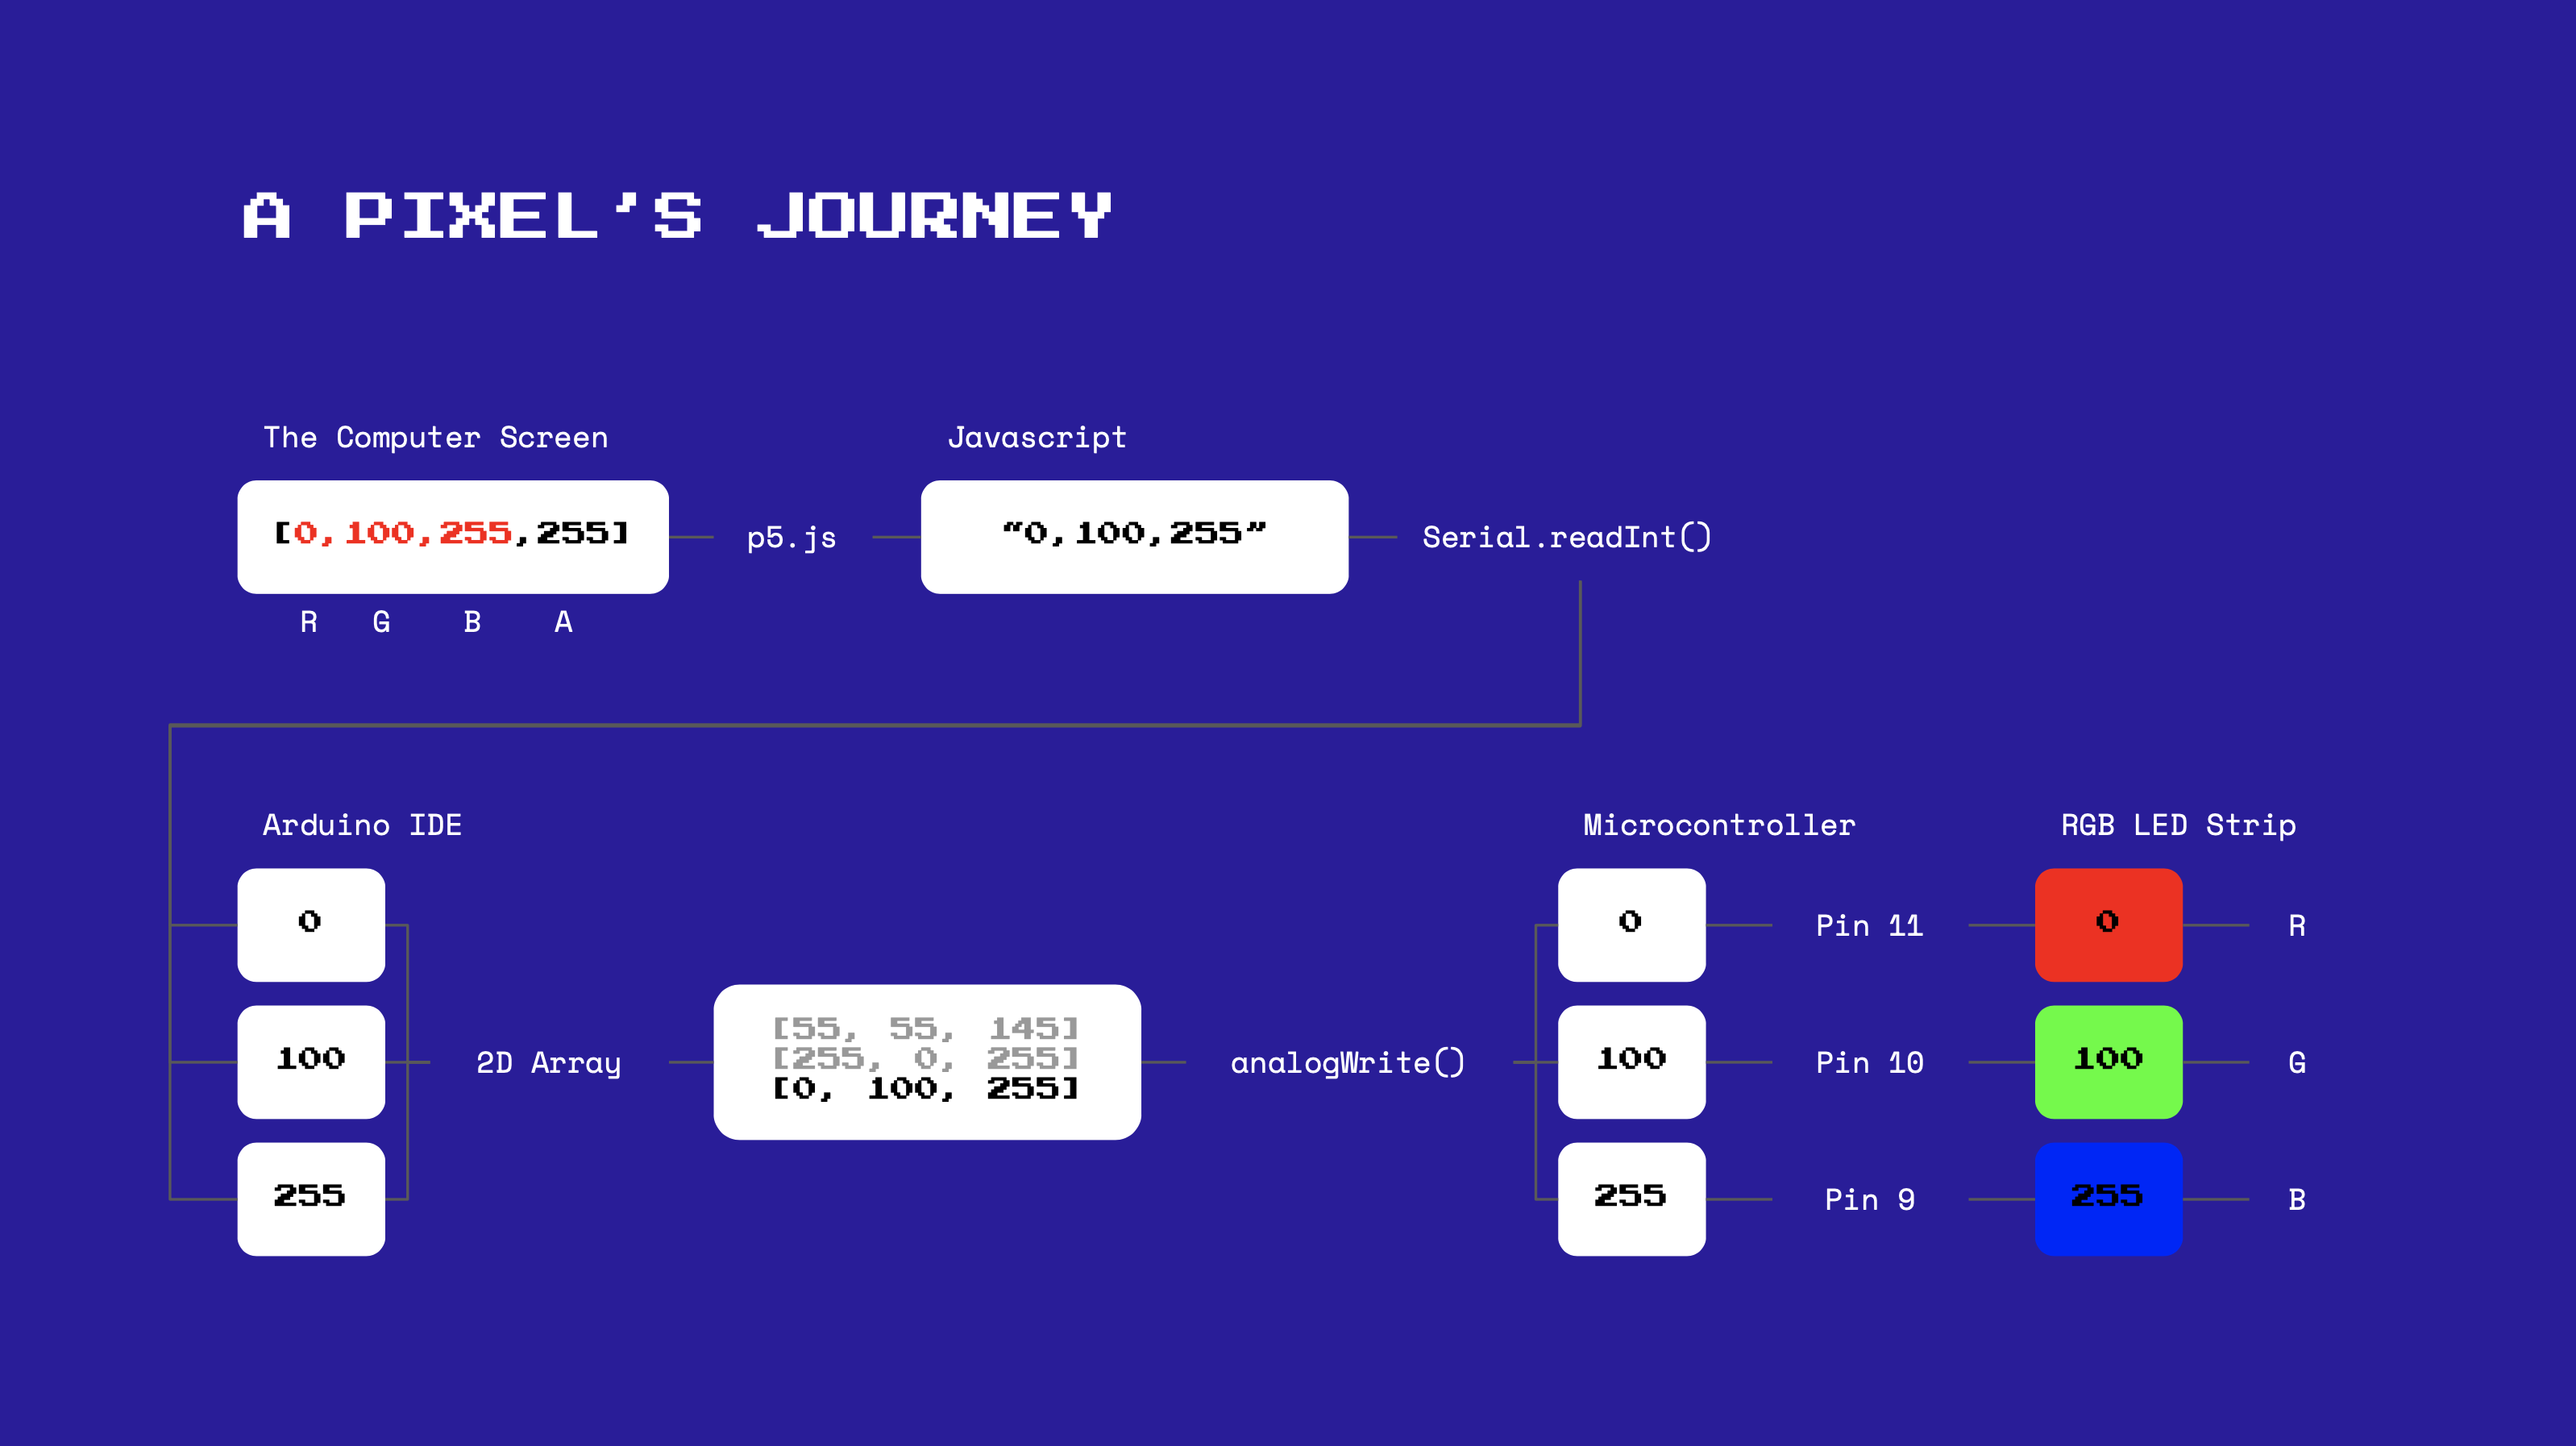 A PIXEL'S JOURNEY
The Computer Screen
Javascript
[0,100,255,255]
p5.js
“0,100,255”
Serial.readInt()
R G B A
Arduino IDE
Microcontroller
RGB LED Strip
0
100
255
2D Array
[55, 55, 145]
[255, 0, 255]
[0, 100, 255]
analogWrite()
0
Pin 11
0
R
100
Pin 10
100
G
255
Pin 9
255
B